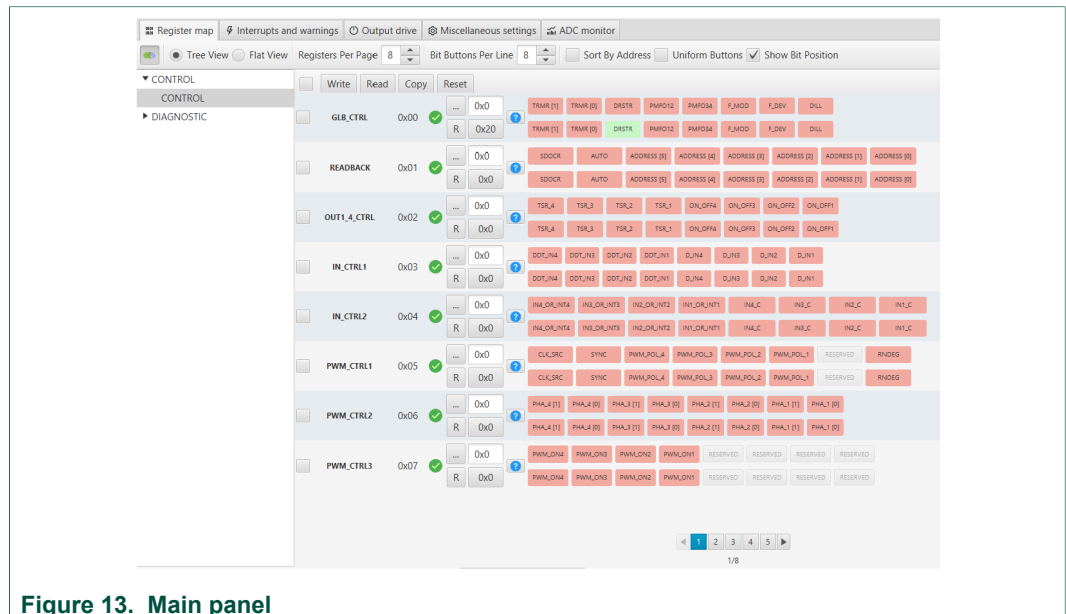 Register map Interrupts and warnings Output drive Miscellaneous settings ADC monitor
Tree View Flat View Registers Per Page 8 Bit Buttons Per Line 8 Sort By Address Uniform Buttons Show Bit Position
CONTROL
CONTROL
DIAGNOSTIC
Write Read Copy Reset
... 0x0 TRMR [1] TRMR [0] DRSTR PMFO12 PMFO34 F_MOD F_DEV DILL
GLB_CTRL 0x00 ?
R 0x20 TRMR [1] TRMR [0] DRSTR PMFO12 PMFO34 F_MOD F_DEV DILL
... 0x0 SDOCR AUTO ADDRESS [5] ADDRESS [4] ADDRESS [3] ADDRESS [2] ADDRESS [1] ADDRESS [0]
READBACK 0x01 ?
R 0x0 SDOCR AUTO ADDRESS [5] ADDRESS [4] ADDRESS [3] ADDRESS [2] ADDRESS [1] ADDRESS [0]
... 0x0 TSR_4 TSR_3 TSR_2 TSR_1 ON_OFF4 ON_OFF3 ON_OFF2 ON_OFF1
OUT1_4_CTRL 0x02 ?
R 0x0 TSR_4 TSR_3 TSR_2 TSR_1 ON_OFF4 ON_OFF3 ON_OFF2 ON_OFF1
... 0x0 DDT_IN4 DDT_IN3 DDT_IN2 DDT_IN1 D_IN4 D_IN3 D_IN2 D_IN1
IN_CTRL1 0x03 ?
R 0x0 DDT_IN4 DDT_IN3 DDT_IN2 DDT_IN1 D_IN4 D_IN3 D_IN2 D_IN1
... 0x0 IN4_OR_INT4 IN3_OR_INT3 IN2_OR_INT2 IN1_OR_INT1 IN4_C IN3_C IN2_C IN1_C
IN_CTRL2 0x04 ?
R 0x0 IN4_OR_INT4 IN3_OR_INT3 IN2_OR_INT2 IN1_OR_INT1 IN4_C IN3_C IN2_C IN1_C
... 0x0 CLK_SRC SYNC PWM_POL_4 PWM_POL_3 PWM_POL_2 PWM_POL_1 RESERVED RNDEG
PWM_CTRL1 0x05 ?
R 0x0 CLK_SRC SYNC PWM_POL_4 PWM_POL_3 PWM_POL_2 PWM_POL_1 RESERVED RNDEG
... 0x0 PHA_4 [1] PHA_4 [0] PHA_3 [1] PHA_3 [0] PHA_2 [1] PHA_2 [0] PHA_1 [1] PHA_1 [0]
PWM_CTRL2 0x06 ?
R 0x0 PHA_4 [1] PHA_4 [0] PHA_3 [1] PHA_3 [0] PHA_2 [1] PHA_2 [0] PHA_1 [1] PHA_1 [0]
... 0x0 PWM_ON4 PWM_ON3 PWM_ON2 PWM_ON1 RESERVED RESERVED RESERVED RESERVED
PWM_CTRL3 0x07 ?
R 0x0 PWM_ON4 PWM_ON3 PWM_ON2 PWM_ON1 RESERVED RESERVED RESERVED RESERVED
1 2 3 4 5
1/8
Figure 13. Main panel